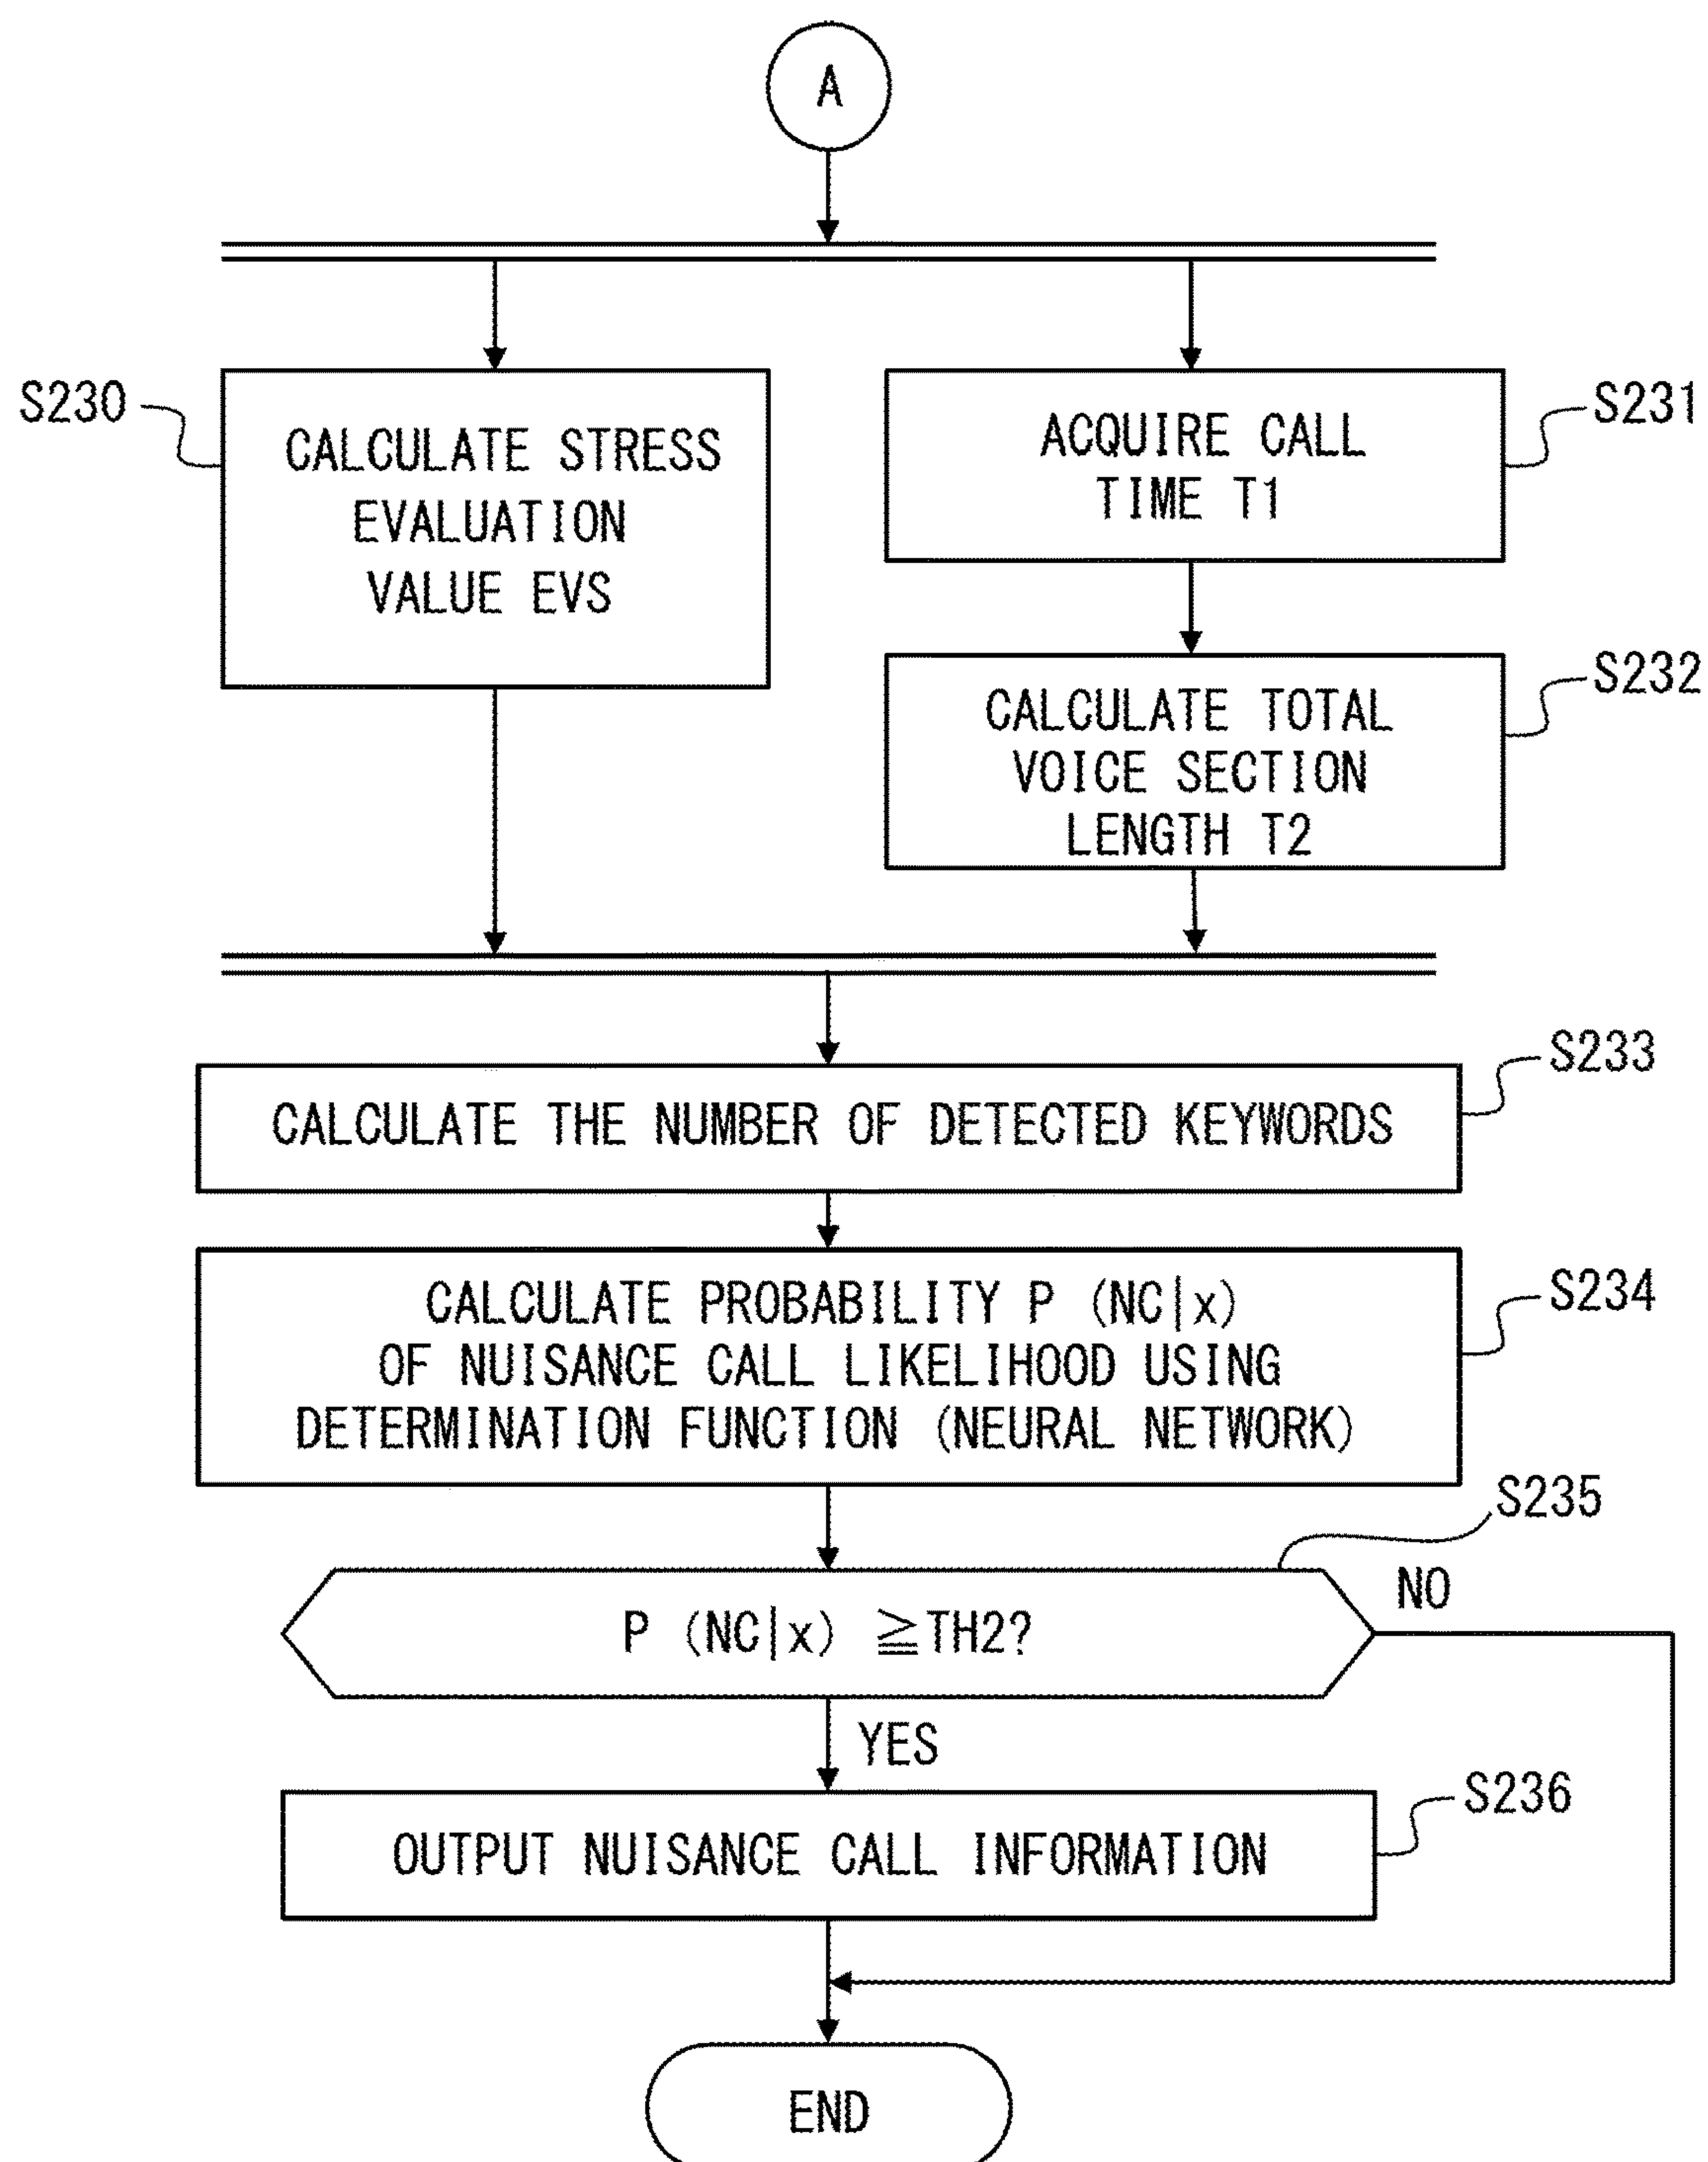 A
S230
CALCULATE STRESS
EVALUATION
VALUE EVS
S231
ACQUIRE CALL
TIME T1
S232
CALCULATE TOTAL
VOICE SECTION
LENGTH T2
S233
CALCULATE THE NUMBER OF DETECTED KEYWORDS
S234
CALCULATE PROBABILITY P (NC|x)
OF NUISANCE CALL LIKELIHOOD USING
DETERMINATION FUNCTION (NEURAL NETWORK)
S235
P (NC|x) ≧TH2?
NO
YES
S236
OUTPUT NUISANCE CALL INFORMATION
END